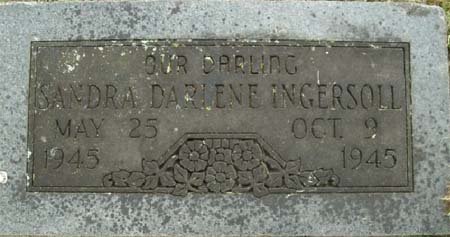 OUR DARLING
SANDRA DARLENE INGERSOLL
MAY 25 OCT. 9
1945 1945